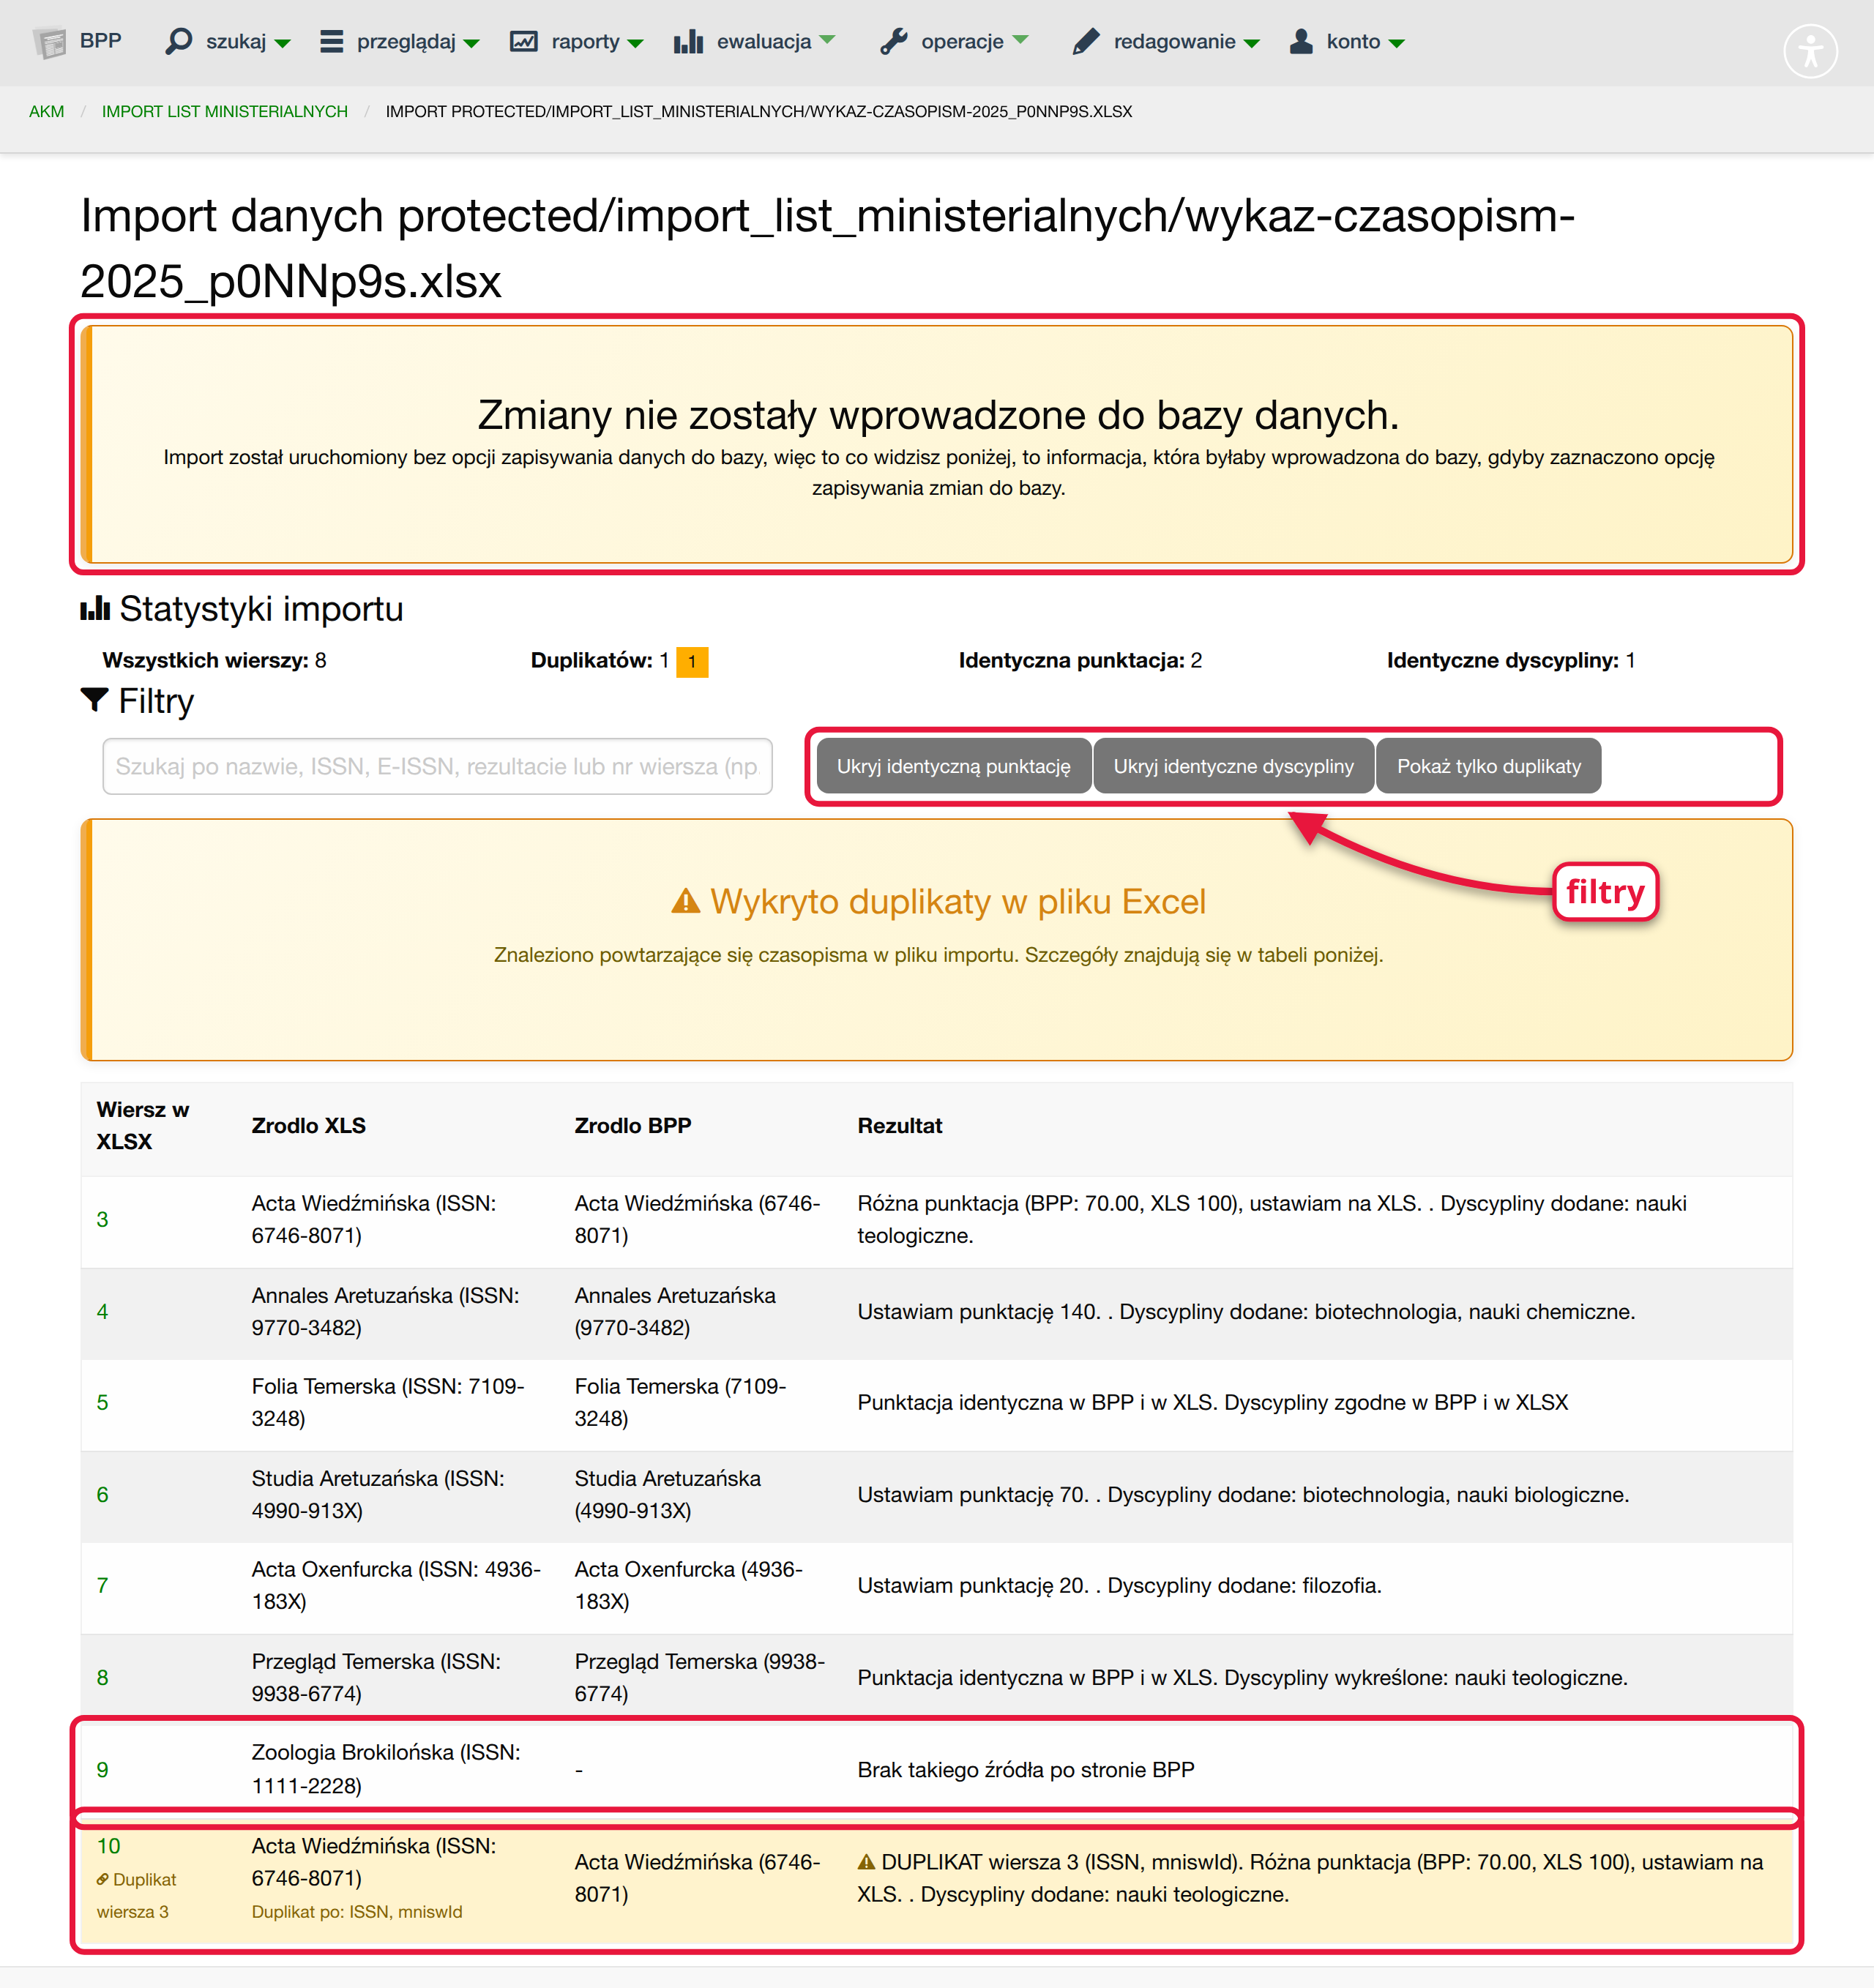 BPP szukaj przeglądaj raporty ewaluacja operacje redagowanie konto
AKM / IMPORT LIST MINISTERIALNYCH / IMPORT PROTECTED/IMPORT_LIST_MINISTERIALNYCH/WYKAZ-CZASOPISM-2025_P0NNP9S.XLSX
Import danych protected/import_list_ministerialnych/wykaz-czasopism-
2025_p0NNp9s.xlsx
Zmiany nie zostały wprowadzone do bazy danych.
Import został uruchomiony bez opcji zapisywania danych do bazy, więc to co widzisz poniżej, to informacja, która byłaby wprowadzona do bazy, gdyby zaznaczono opcję
zapisywania zmian do bazy.
Statystyki importu
Wszystkich wierszy: 8 Duplikatów: 1 1 Identyczna punktacja: 2 Identyczne dyscypliny: 1
Filtry
Szukaj po nazwie, ISSN, E-ISSN, rezultacie lub nr wiersza (np. Ukryj identyczną punktację Ukryj identyczne dyscypliny Pokaż tylko duplikaty
filtry
Wykryto duplikaty w pliku Excel
Znaleziono powtarzające się czasopisma w pliku importu. Szczegóły znajdują się w tabeli poniżej.
Wiersz w
XLSX
Zrodlo XLS
Zrodlo BPP
Rezultat
3
Acta Wiedźmińska (ISSN:
6746-8071)
Acta Wiedźmińska (6746-
8071)
Różna punktacja (BPP: 70.00, XLS 100), ustawiam na XLS. . Dyscypliny dodane: nauki
teologiczne.
4
Annales Aretuzańska (ISSN:
9770-3482)
Annales Aretuzańska
(9770-3482)
Ustawiam punktację 140. . Dyscypliny dodane: biotechnologia, nauki chemiczne.
5
Folia Temerska (ISSN: 7109-
3248)
Folia Temerska (7109-
3248)
Punktacja identyczna w BPP i w XLS. Dyscypliny zgodne w BPP i w XLSX
6
Studia Aretuzańska (ISSN:
4990-913X)
Studia Aretuzańska
(4990-913X)
Ustawiam punktację 70. . Dyscypliny dodane: biotechnologia, nauki biologiczne.
7
Acta Oxenfurcka (ISSN: 4936-
183X)
Acta Oxenfurcka (4936-
183X)
Ustawiam punktację 20. . Dyscypliny dodane: filozofia.
8
Przegląd Temerska (ISSN:
9938-6774)
Przegląd Temerska (9938-
6774)
Punktacja identyczna w BPP i w XLS. Dyscypliny wykreślone: nauki teologiczne.
9
Zoologia Brokilońska (ISSN:
1111-2228)
-
Brak takiego źródła po stronie BPP
10
Duplikat
wiersza 3
Acta Wiedźmińska (ISSN:
6746-8071)
Duplikat po: ISSN, mniswId
Acta Wiedźmińska (6746-
8071)
DUPLIKAT wiersza 3 (ISSN, mniswId). Różna punktacja (BPP: 70.00, XLS 100), ustawiam na
XLS. . Dyscypliny dodane: nauki teologiczne.